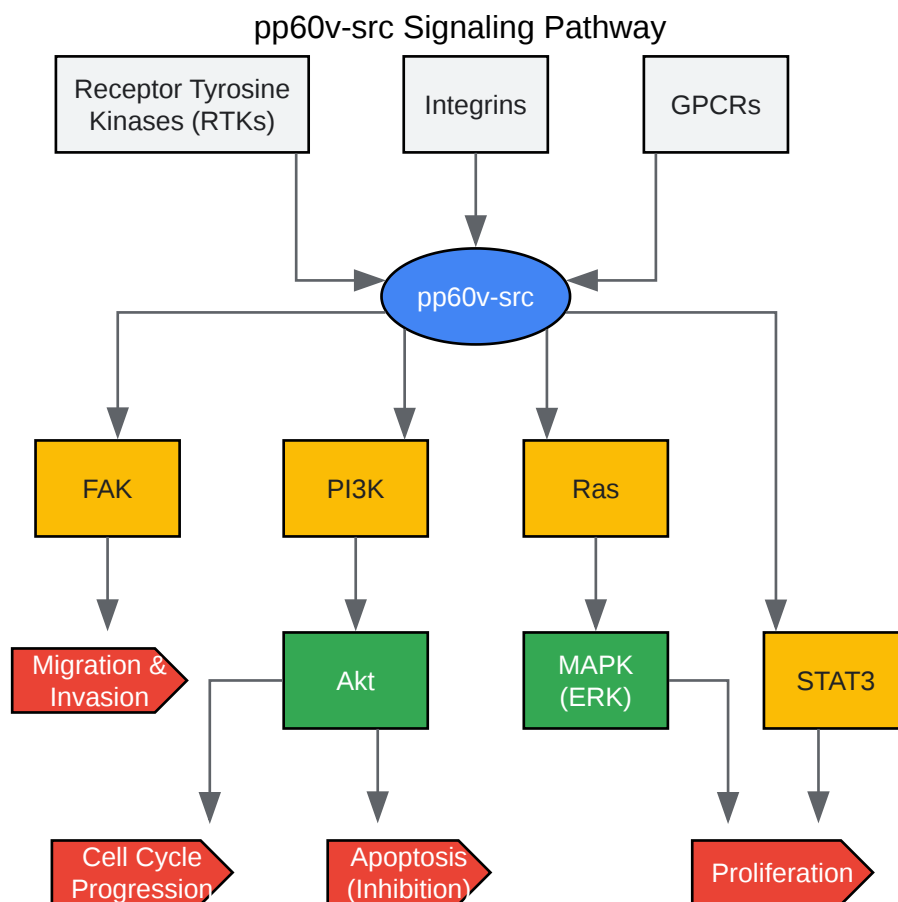 pp60v-src Signaling Pathway
Receptor Tyrosine
Kinases (RTKs)
Integrins
GPCRs
pp60v-src
FAK
PI3K
Ras
Migration &
Invasion
Akt
MAPK
(ERK)
STAT3
Cell Cycle
Progression
Apoptosis
(Inhibition)
Proliferation